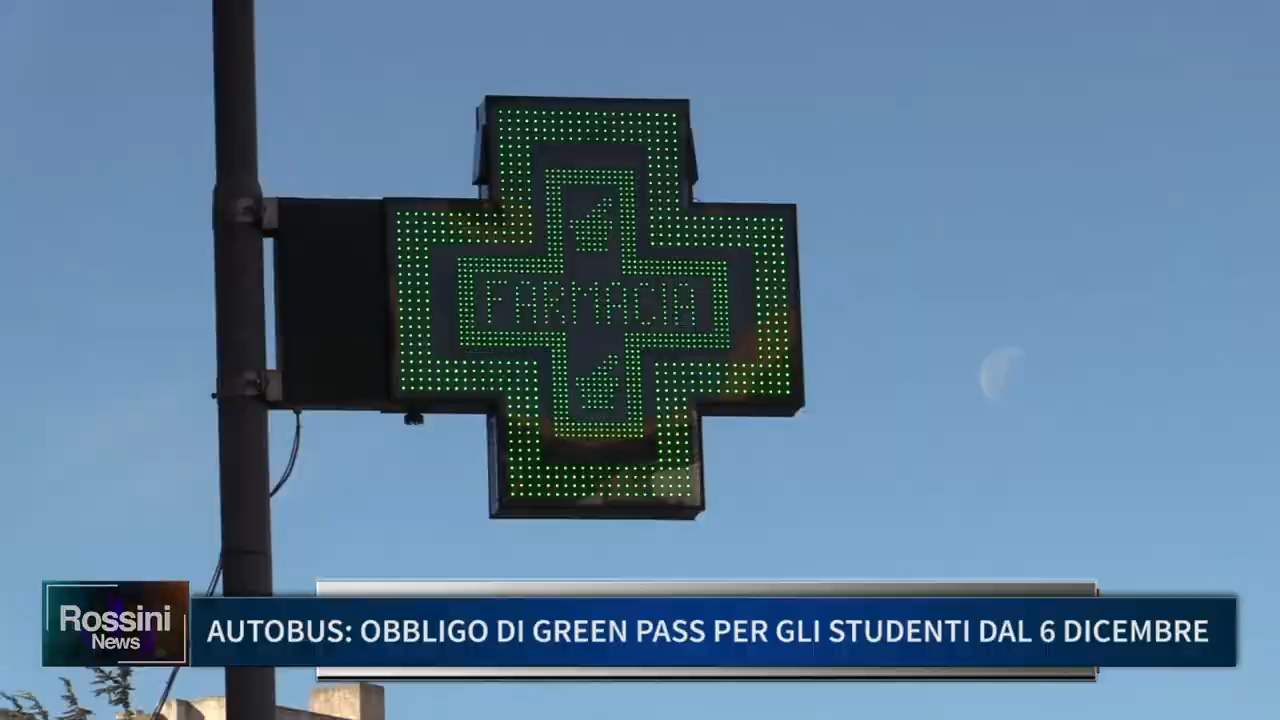 FARMACIA
Rossini
News
AUTOBUS: OBBLIGO DI GREEN PASS PER GLI STUDENTI DAL 6 DICEMBRE